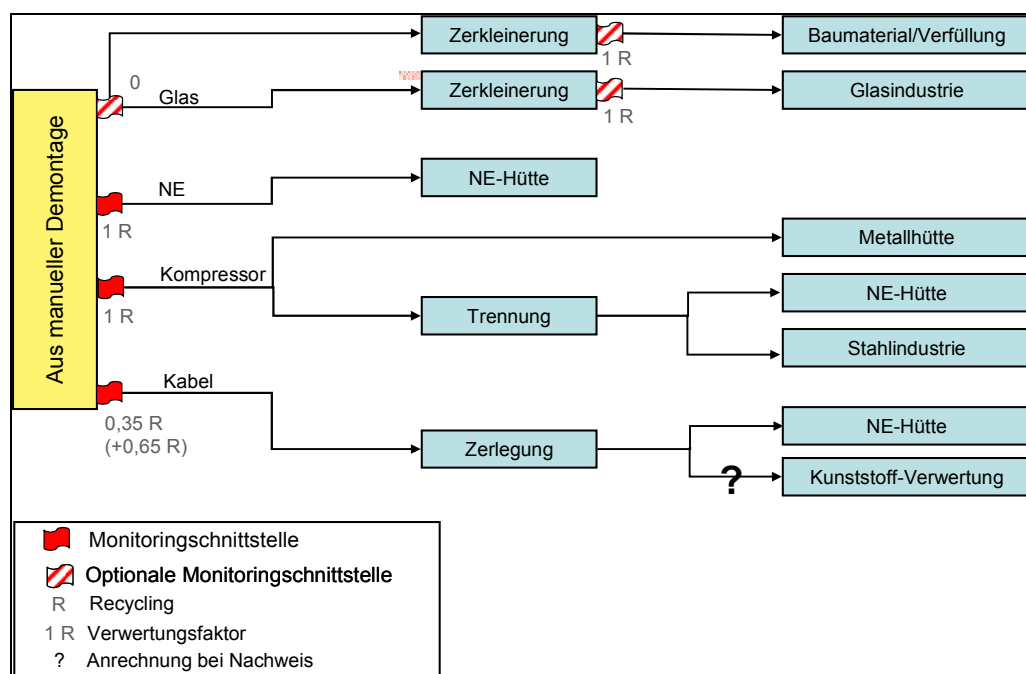 Aus manueller Demontage
0
Glas
Zerkleinerung
1 R
Baumaterial/Verfüllung
Zerkleinerung
1 R
Glasindustrie
NE
1 R
NE-Hütte
Kompressor
1 R
Metallhütte
Trennung
NE-Hütte
Stahlindustrie
Kabel
0,35 R
(+0,65 R)
Zerlegung
NE-Hütte
?
Kunststoff-Verwertung
Monitoringschnittstelle
Optionale Monitoringschnittstelle
R Recycling
1 R Verwertungsfaktor
? Anrechnung bei Nachweis